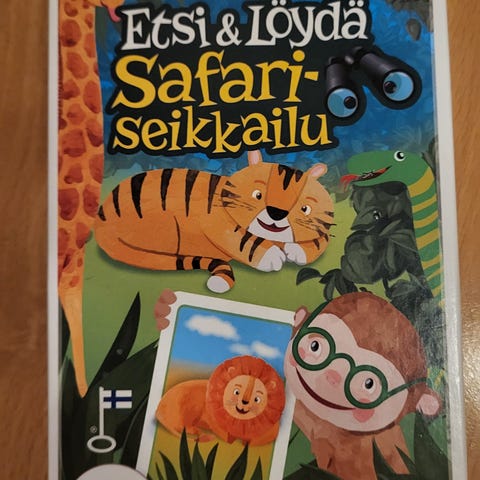 Etsi & Löydä
Safari-
seikkailu